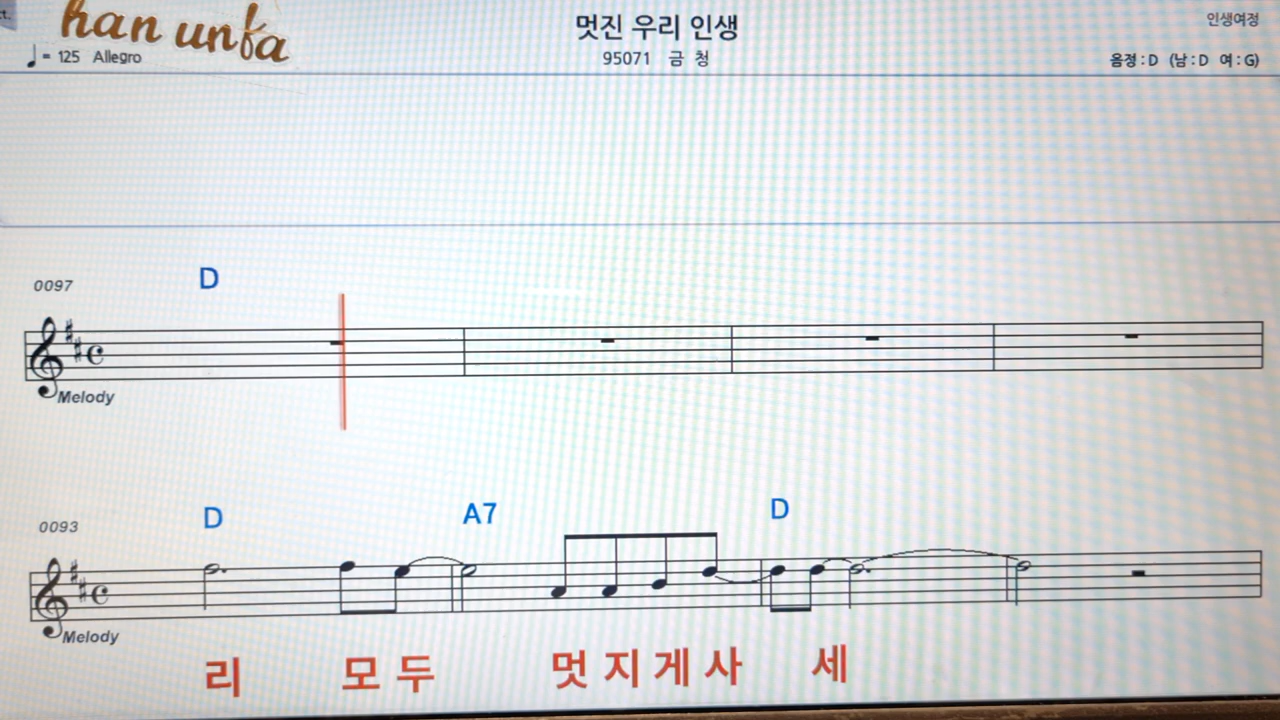 han unfa
멋진 우리 인생
인생여정
♩= 125 Allegro
95071 금 청
음정 : D (남 : D 여 : G)
0097
D
Melody
0093
D A7 D
Melody
리 모 두 멋 지 게 사 세